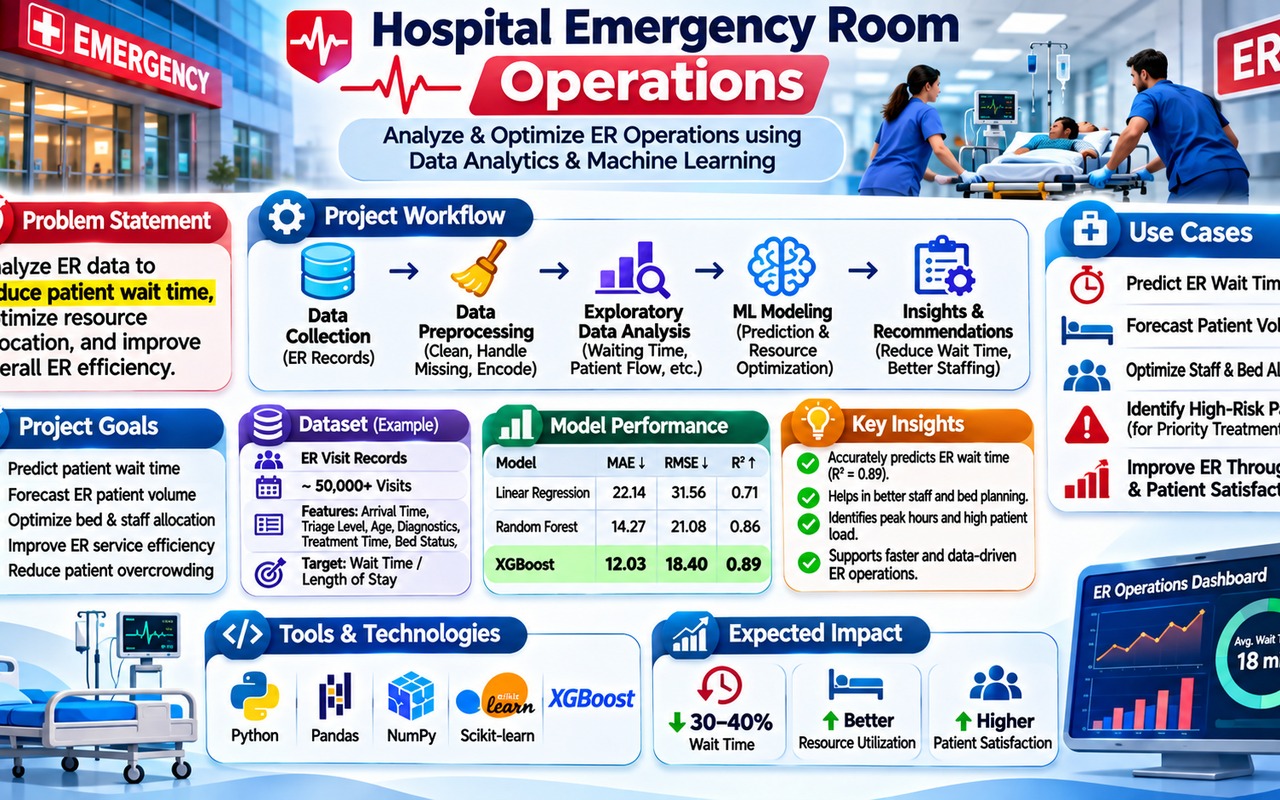 EMERGENCY
Hospital Emergency Room
Operations
Analyze & Optimize ER Operations using
Data Analytics & Machine Learning
ER
Problem Statement
alyze ER data to
duce patient wait time,
timize resource
ocation, and improve
erall ER efficiency.
Project Workflow
Data
Collection
(ER Records)
Data
Preprocessing
(Clean, Handle
Missing, Encode)
Exploratory
Data Analysis
(Waiting Time,
Patient Flow, etc.)
ML Modeling
(Prediction &
Resource
Optimization)
Insights &
Recommendations
(Reduce Wait Time,
Better Staffing)
Use Cases
Predict ER Wait Tim
Forecast Patient Vol
Optimize Staff & Bed Al
Identify High-Risk Pa
(for Priority Treatment
Improve ER Throug
& Patient Satisfact
Project Goals
Predict patient wait time
Forecast ER patient volume
Optimize bed & staff allocation
Improve ER service efficiency
Reduce patient overcrowding
Dataset (Example)
ER Visit Records
~ 50,000+ Visits
Features: Arrival Time,
Triage Level, Age, Diagnostics,
Treatment Time, Bed Status,
Target: Wait Time /
Length of Stay
Model Performance
Model MAE ↓ RMSE ↓ R² ↑
Linear Regression 22.14 31.56 0.71
Random Forest 14.27 21.08 0.86
XGBoost 12.03 18.40 0.89
Key Insights
Accurately predicts ER wait time
(R² = 0.89).
Helps in better staff and bed planning.
Identifies peak hours and high patient
load.
Supports faster and data-driven
ER operations.
Tools & Technologies
Python
Pandas
NumPy
scikit
learn
Scikit-learn
XGBoost
Expected Impact
↓ 30–40%
Wait Time
↑ Better
Resource Utilization
↑ Higher
Patient Satisfaction
ER Operations Dashboard
Avg. Wait T
18 m